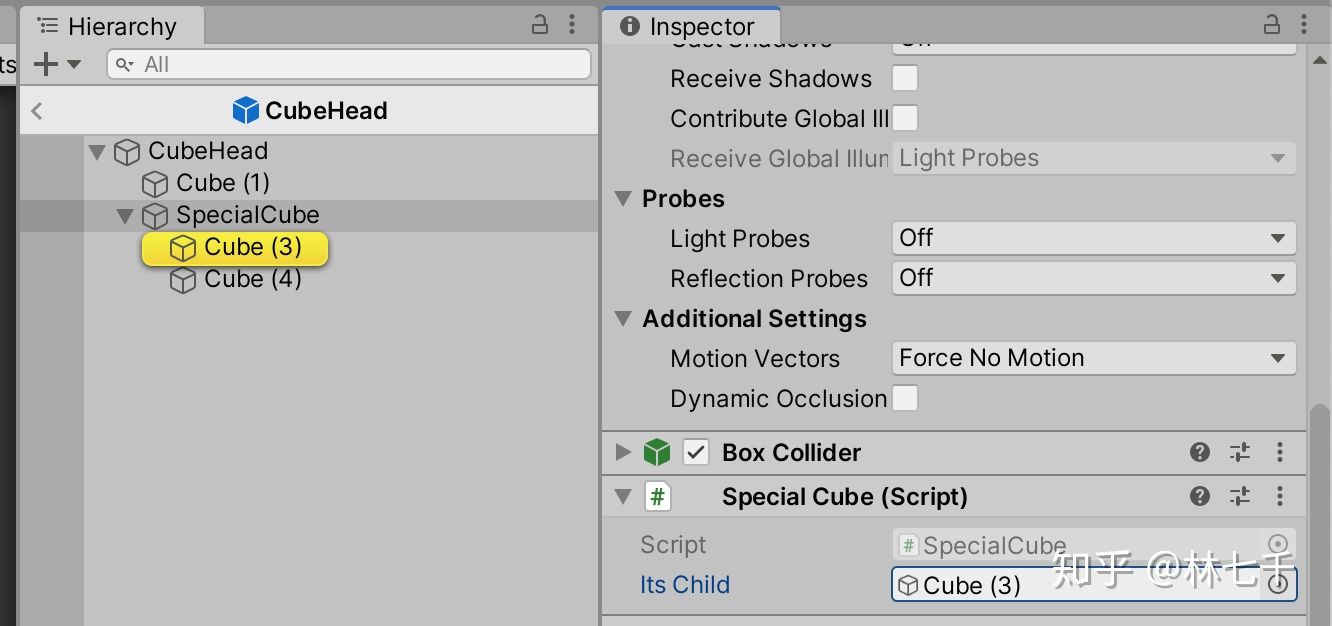 ts
Hierarchy
All
CubeHead
CubeHead
Cube (1)
SpecialCube
Cube (3)
Cube (4)
Inspector
Cast Shadows
Receive Shadows
Contribute Global Ill
Receive Global Illun
Light Probes
Probes
Light Probes
Off
Reflection Probes
Off
Additional Settings
Motion Vectors
Force No Motion
Dynamic Occlusion
Box Collider
# Special Cube (Script)
Script
# SpecialCube
Its Child
Cube (3)
知乎 @林七千